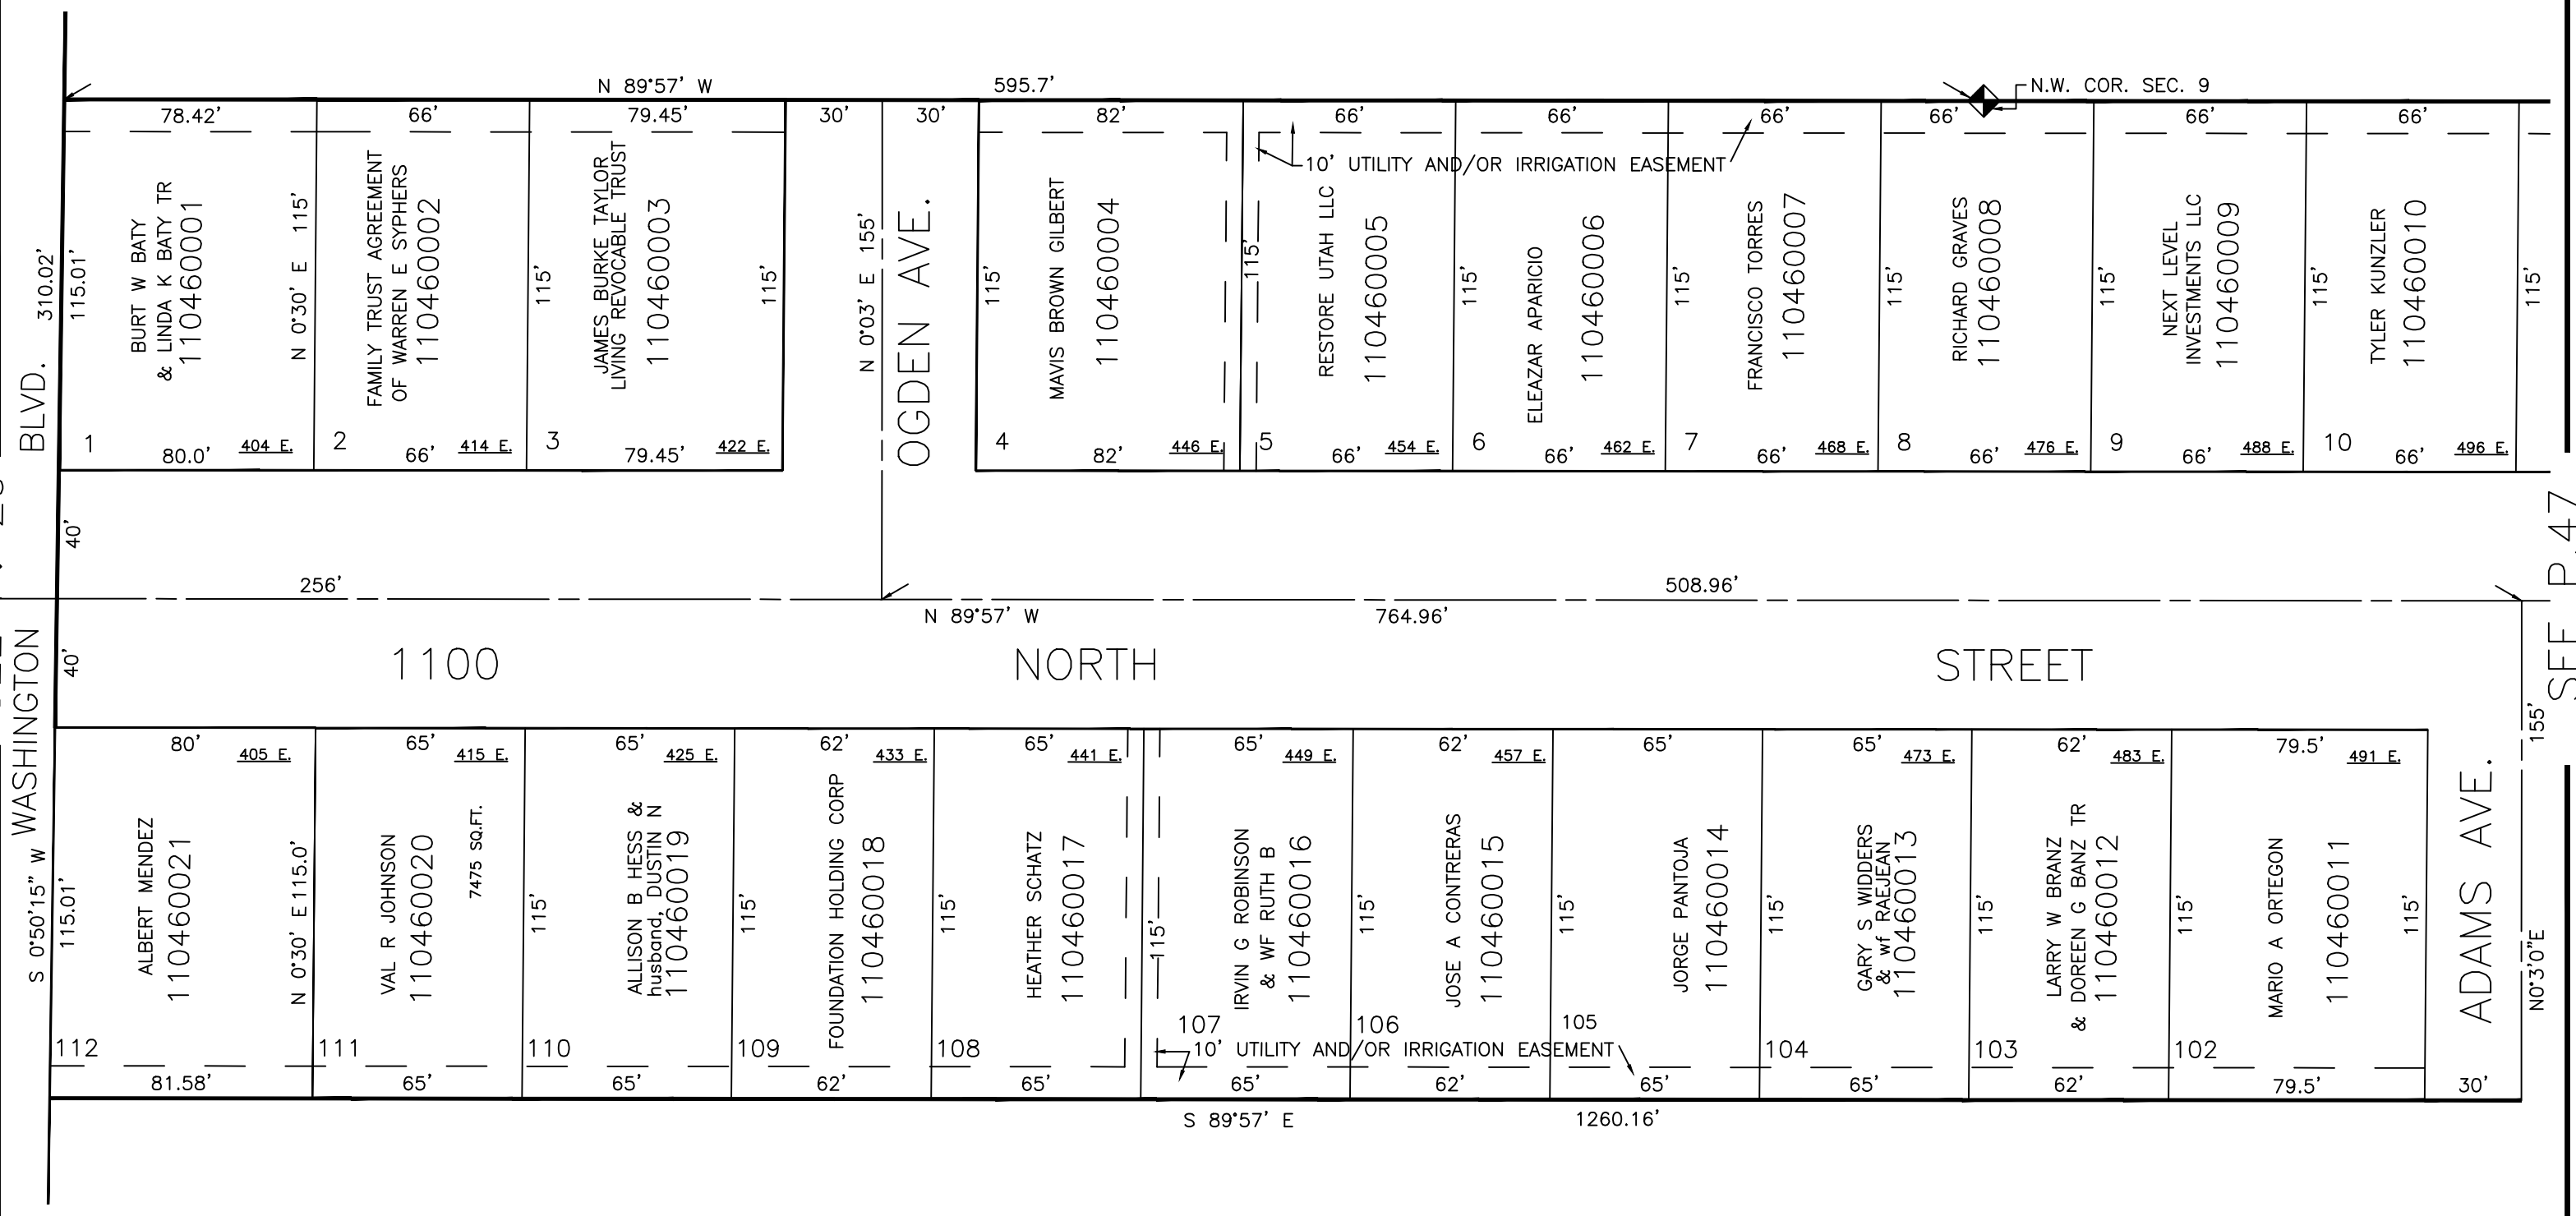 N 89°57' W
595.7'
N.W. COR. SEC. 9
78.42'
66'
79.45'
30'
30'
82'
66'
66'
66'
66'
66'
66'
10' UTILITY AND/OR IRRIGATION EASEMENT
310.02'
115.01'
BURT W BATY
& LINDA K BATY TR
110460001
N 0°30' E 115'
FAMILY TRUST AGREEMENT
OF WARREN E SYPHERS
110460002
115'
JAMES BURKE TAYLOR
LIVING REVOCABLE TRUST
110460003
115'
N 0°03' E 155'
OGDEN AVE.
115'
MAVIS BROWN GILBERT
110460004
115'
RESTORE UTAH LLC
110460005
115'
ELEAZAR APARICIO
110460006
115'
FRANCISCO TORRES
110460007
115'
RICHARD GRAVES
110460008
115'
NEXT LEVEL
INVESTMENTS LLC
110460009
115'
TYLER KUNZLER
110460010
115'
BLVD.
1
80.0'
404 E.
2
66'
414 E.
3
79.45'
422 E.
4
82'
446 E.
5
66'
454 E.
6
66'
462 E.
7
66'
468 E.
8
66'
476 E.
9
66'
488 E.
10
66'
496 E.
40'
256'
508.96'
N 89°57' W
764.96'
SEE P.47
40'
1100 NORTH STREET
WASHINGTON
S 0°50'15" W
80'
405 E.
65'
415 E.
65'
425 E.
62'
433 E.
65'
441 E.
65'
449 E.
62'
457 E.
65'
65'
473 E.
62'
483 E.
79.5'
491 E.
155'
115.01'
ALBERT MENDEZ
110460021
N 0°30' E 115.0'
VAL R JOHNSON
110460020
7475 SQ.FT.
115'
ALLISON B HESS &
husband, DUSTIN N
110460019
115'
FOUNDATION HOLDING CORP
110460018
115'
HEATHER SCHATZ
110460017
115'
IRVIN G ROBINSON
& WF RUTH B
110460016
115'
JOSE A CONTRERAS
110460015
115'
JORGE PANTOJA
110460014
115'
GARY S WIDDERS
& wf RAEJEAN
110460013
115'
LARRY W BRANZ
& DOREEN G BANZ TR
110460012
115'
MARIO A ORTEGON
110460011
115'
ADAMS AVE.
N0°3'0"E
112
111
110
109
108
107
106
105
104
103
102
10' UTILITY AND/OR IRRIGATION EASEMENT
81.58'
65'
65'
62'
65'
65'
62'
65'
65'
62'
79.5'
30'
S 89°57' E
1260.16'